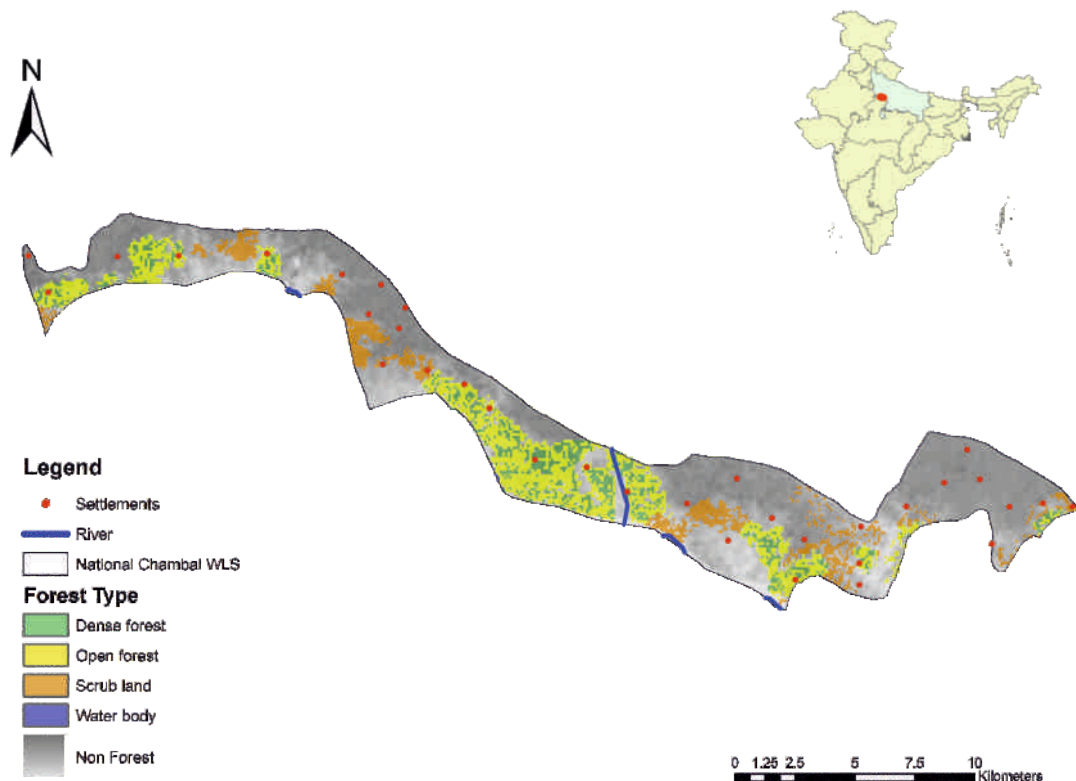 N
Legend
Settlements
River
National Chambal WLS
Forest Type
Dense forest
Open forest
Scrub land
Water body
Non Forest
0 1.25 2.5 5 7.5 10
Kilometers